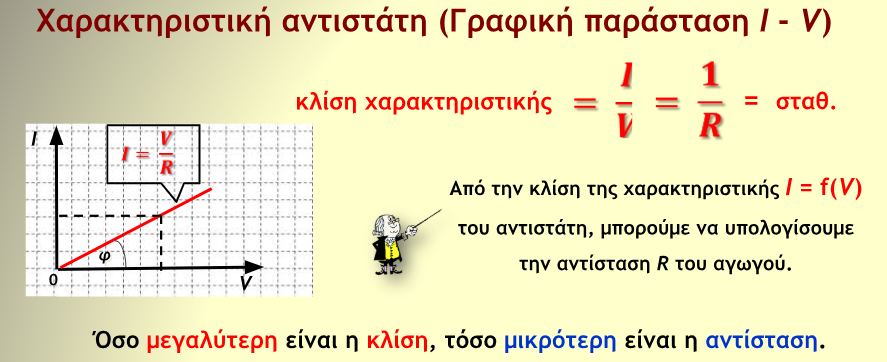 Χαρακτηριστική αντιστάτη (Γραφική παράσταση I - V)
κλίση χαρακτηριστικής = I/V = 1/R = σταθ.
I
I = V/R
φ
0
V
Από την κλίση της χαρακτηριστικής I = f(V)
του αντιστάτη, μπορούμε να υπολογίσουμε
την αντίσταση R του αγωγού.
Όσο μεγαλύτερη είναι η κλίση, τόσο μικρότερη είναι η αντίσταση.